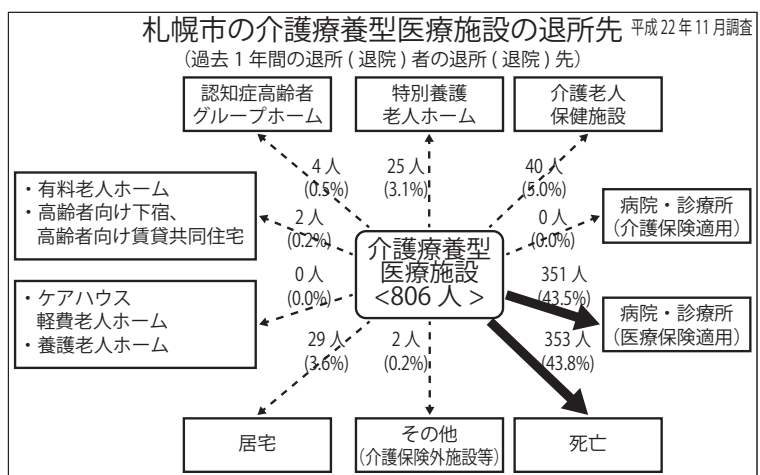 札幌市の介護療養型医療施設の退所先 平成22年11月調査
(過去1年間の退所(退院)者の退所(退院)先)
認知症高齢者
グループホーム
特別養護
老人ホーム
介護老人
保健施設
4人
(0.5%)
25人
(3.1%)
40人
(5.0%)
・有料老人ホーム
・高齢者向け下宿、
高齢者向け賃貸共同住宅
2人
(0.2%)
0人
(0.0%)
病院・診療所
(介護保険適用)
介護療養型
医療施設
<806人>
0人
(0.0%)
351人
(43.5%)
・ケアハウス
軽費老人ホーム
・養護老人ホーム
病院・診療所
(医療保険適用)
29人
(3.6%)
2人
(0.2%)
353人
(43.8%)
居宅
その他
(介護保険外施設等)
死亡